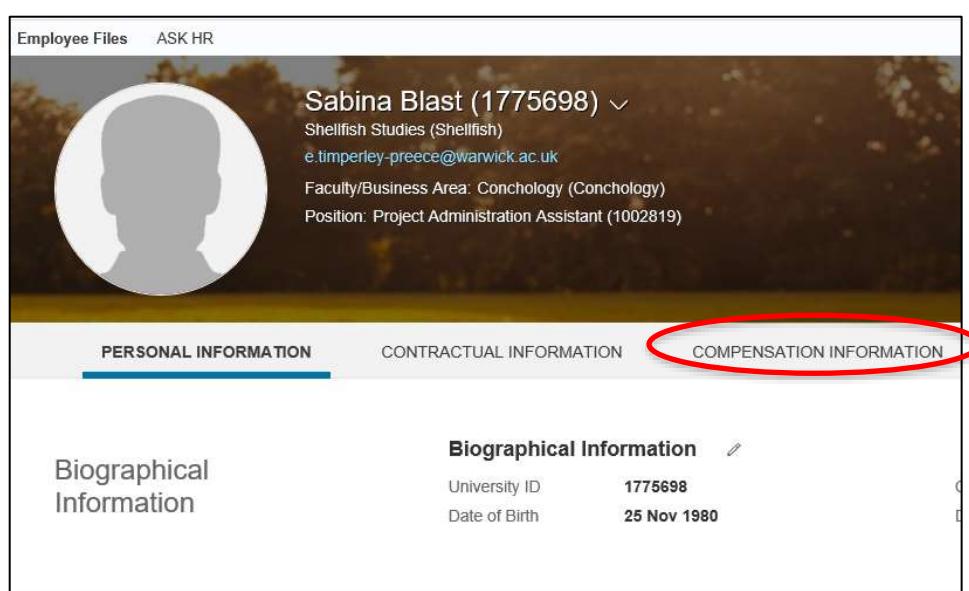 Employee Files ASK HR
Sabina Blast (1775698)
Shellfish Studies (Shellfish)
e.timperley-preece@warwick.ac.uk
Faculty/Business Area: Conchology (Conchology)
Position: Project Administration Assistant (1002819)
PERSONAL INFORMATION CONTRACTUAL INFORMATION COMPENSATION INFORMATION
Biographical Information
Biographical
Information
University ID 1775698
Date of Birth 25 Nov 1980